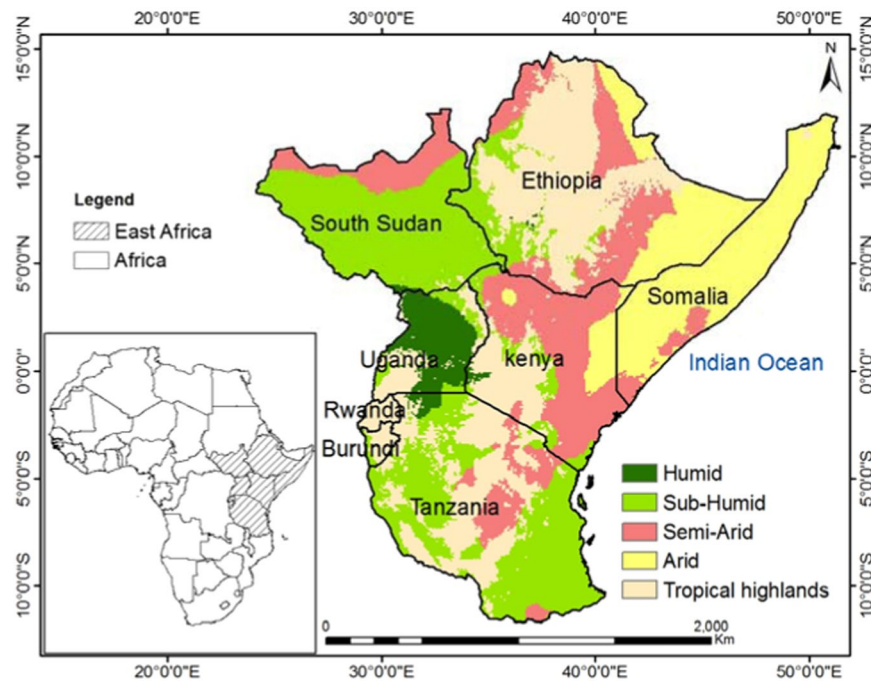 20°0'0"E 30°0'0"E 40°0'0"E 50°0'0"E
15°0'0"N
10°0'0"N
5°0'0"N
0°0'0"
5°0'0"S
10°0'0"S
N
15°0'0"N
10°0'0"N
5°0'0"N
0°0'0"
5°0'0"S
10°0'0"S
Legend
East Africa
Africa
Ethiopia
South Sudan
Somalia
Uganda
kenya
Indian Ocean
Rwanda
Burundi
Tanzania
Humid
Sub-Humid
Semi-Arid
Arid
Tropical highlands
0 2,000
Km
20°0'0"E 30°0'0"E 40°0'0"E 50°0'0"E